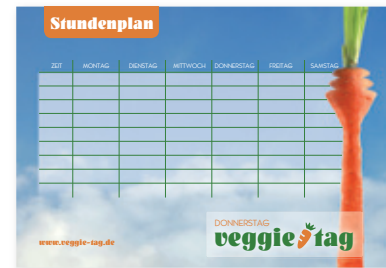 Stundenplan
ZEIT MONTAG DIENSTAG MITTWOCH DONNERSTAG FREITAG SAMSTAG
www.veggie-tag.de
DONNERSTAG
veggie tag